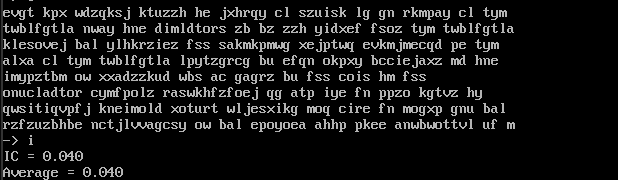 evgt kpx wdzqksj ktuzzh he jxhrqy cl szuisk lg gn rkmpay cl tym
twblfgtla nway hne dimldtors zb bz zzh yidxef fsoz tym twblfgtla
klesovej bal ylhkrziez fss sakmkpmwg xejptwq evkmjmecqd pe tym
alxa cl tym twblfgtla lpytzgrcg bu efqn okpxy bcciejaxz md hne
imypztbm ow xxadzzkud wbs ac gagrz bu fss cois hm fss
onucladtor cymfpolz raswkhfzfoej qg atp iye fn ppzo kgtvz hy
qwsitiqvpfj kneimold xoturt wljesxikg moq cire fn mogxp gnu bal
rzfzuzbhbe nctjlvvagcsy ow bal epoyoea ahhp pkee anwbwottvl uf m
-> i
IC = 0.040
Average = 0.040